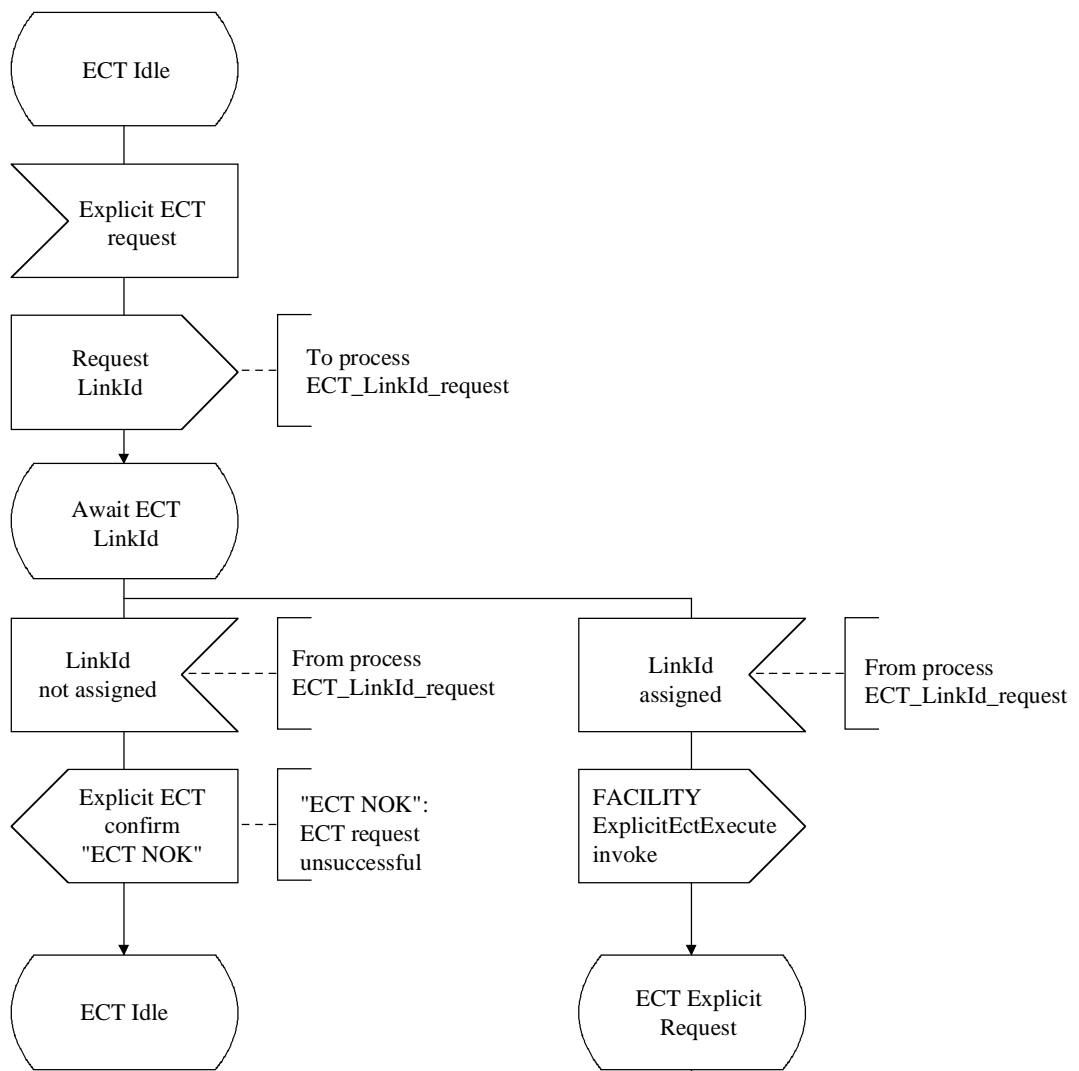 ECT Idle
Explicit ECT
request
Request
LinkId
To process
ECT_LinkId_request
Await ECT
LinkId
LinkId
not assigned
From process
ECT_LinkId_request
LinkId
assigned
From process
ECT_LinkId_request
Explicit ECT
confirm
"ECT NOK"
"ECT NOK":
ECT request
unsuccessful
FACILITY
ExplicitEctExecute
invoke
ECT Idle
ECT Explicit
Request